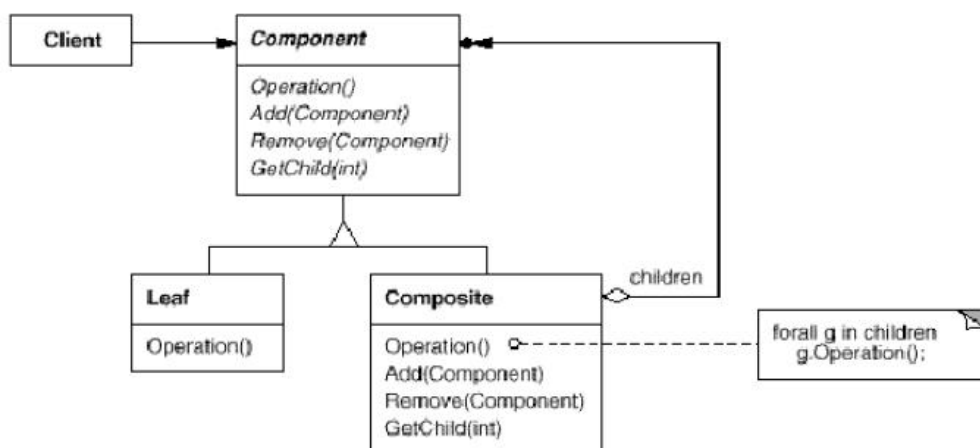 Client
Component
Operation()
Add(Component)
Remove(Component)
GetChild(int)
Leaf
Operation()
Composite
Operation()
Add(Component)
Remove(Component)
GetChild(int)
children
forall g in children
g.Operation();